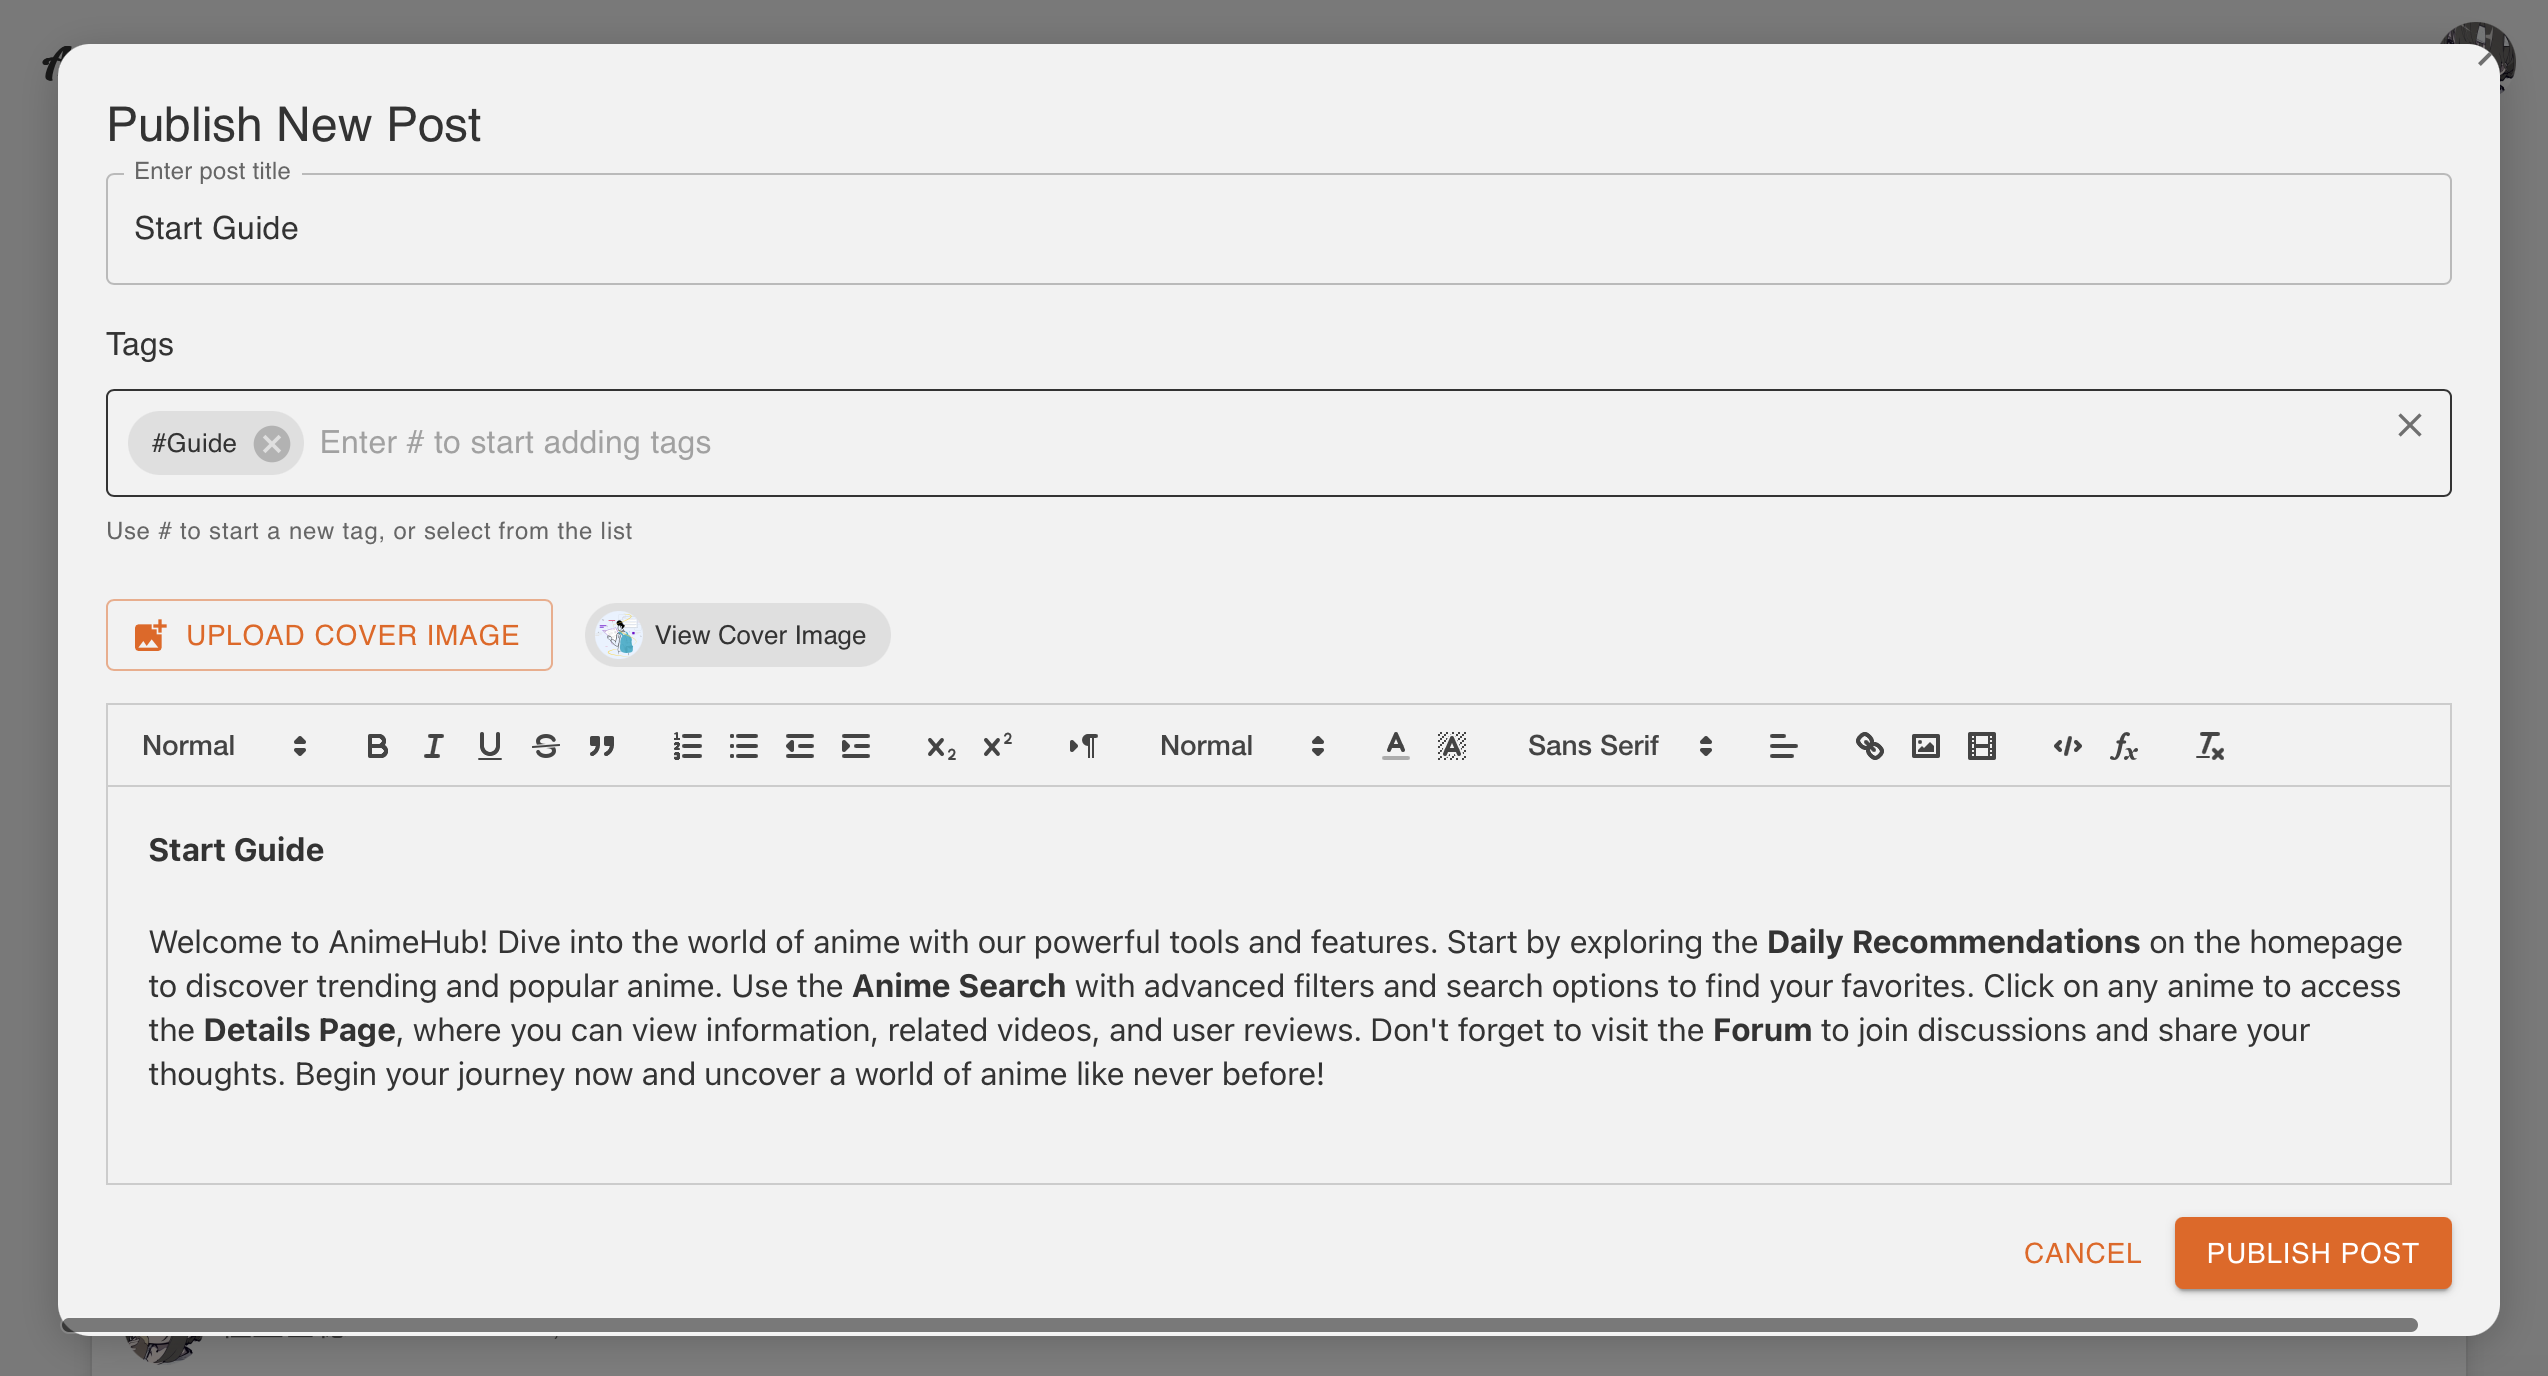 Publish New Post
Enter post title
Start Guide
Tags
#Guide Enter # to start adding tags
Use # to start a new tag, or select from the list
UPLOAD COVER IMAGE View Cover Image
Normal Normal Sans Serif
Start Guide
Welcome to AnimeHub! Dive into the world of anime with our powerful tools and features. Start by exploring the Daily Recommendations on the homepage
to discover trending and popular anime. Use the Anime Search with advanced filters and search options to find your favorites. Click on any anime to access
the Details Page, where you can view information, related videos, and user reviews. Don't forget to visit the Forum to join discussions and share your
thoughts. Begin your journey now and uncover a world of anime like never before!
CANCEL PUBLISH POST